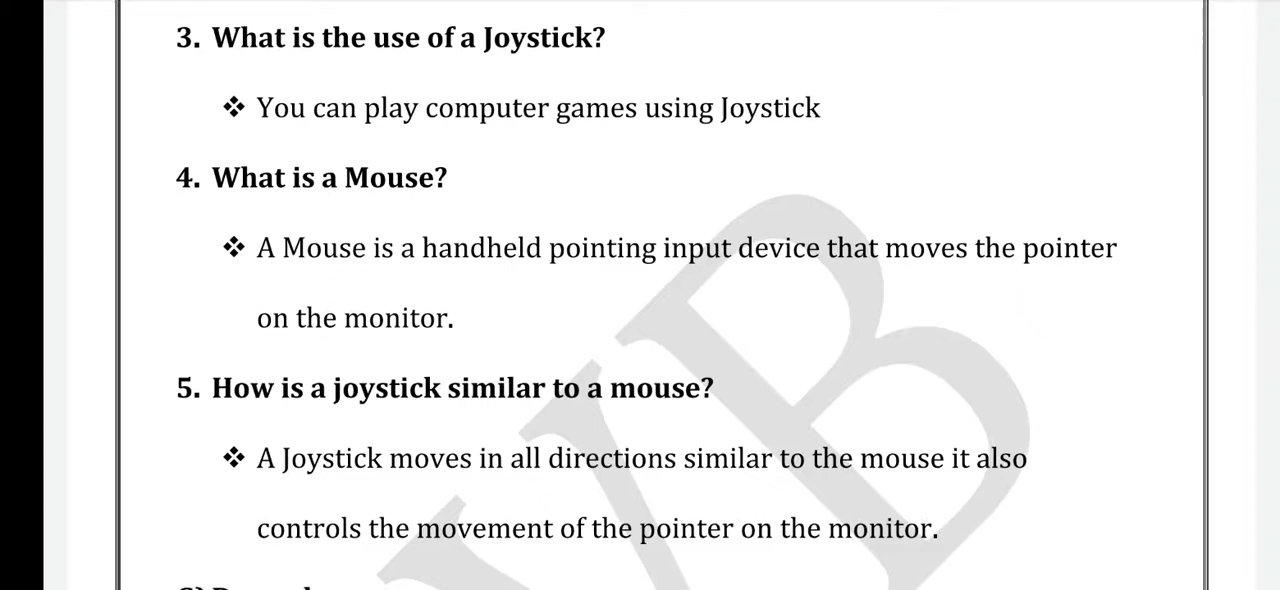 3. What is the use of a Joystick?
❖ You can play computer games using Joystick
4. What is a Mouse?
❖ A Mouse is a handheld pointing input device that moves the pointer
on the monitor.
5. How is a joystick similar to a mouse?
❖ A Joystick moves in all directions similar to the mouse it also
controls the movement of the pointer on the monitor.